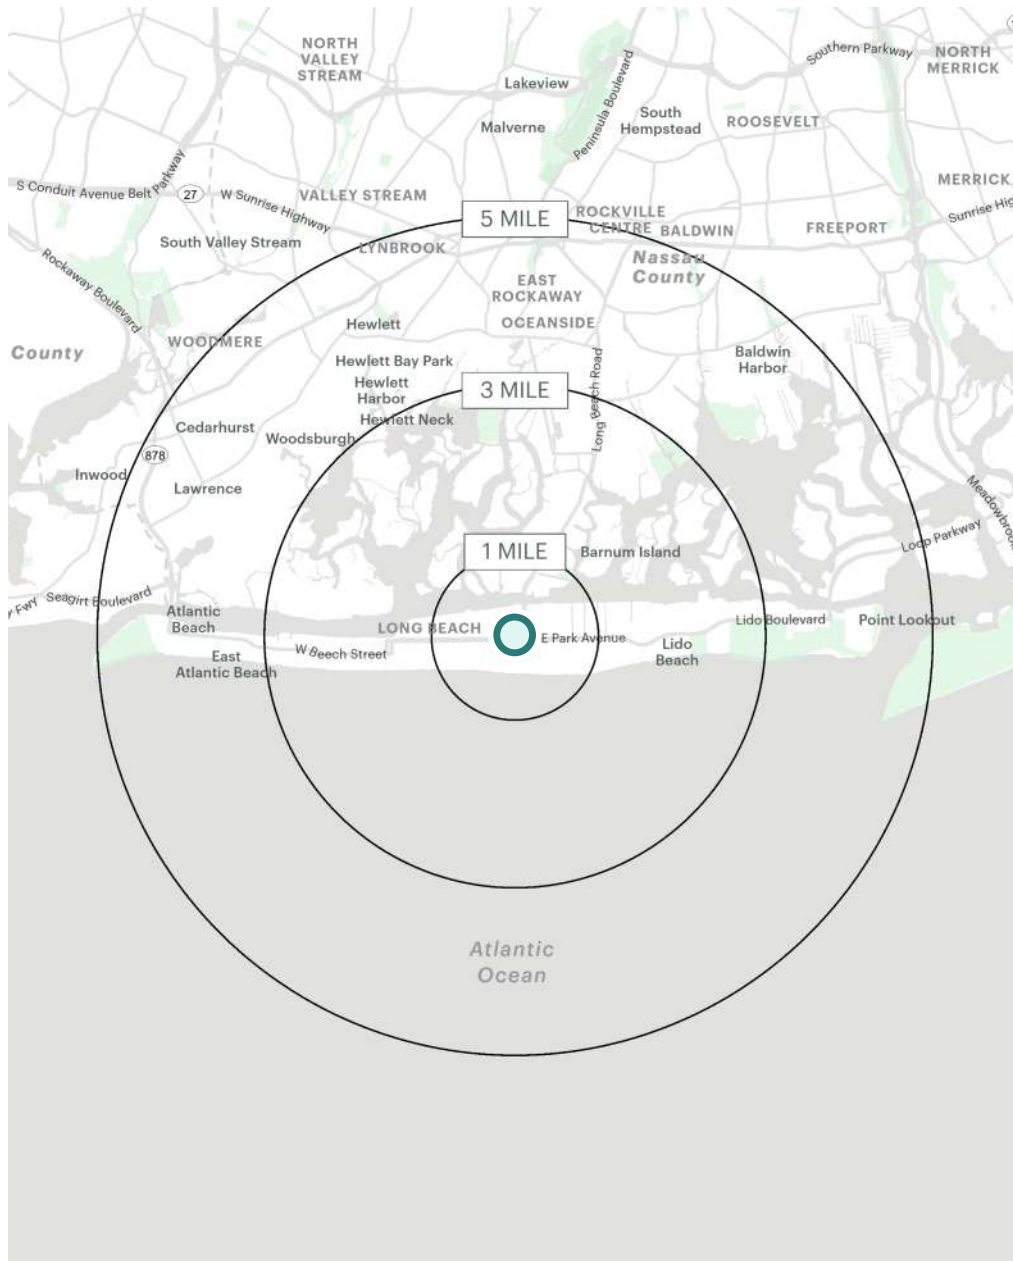 NORTH
VALLEY
STREAM
Southern Parkway
NORTH
MERRICK
Lakeview
Peninsula Boulevard
South
Hempstead
ROOSEVELT
Malverne
S Conduit Avenue Belt Parkway
27
W Sunrise Highway
VALLEY STREAM
MERRICK
Sunrise Hig
5 MILE
ROCKVILLE
CENTRE
BALDWIN
FREEPORT
South Valley Stream
LYNBROOK
Nassau
County
Rockaway Boulevard
EAST
ROCKAWAY
OCEANSIDE
Hewlett
WOODMERE
County
Hewlett Bay Park
Baldwin
Harbor
Long Beach Road
3 MILE
Hewlett
Harbor
Hewlett Neck
Cedarhurst
Woodsburgh
878
Inwood
Lawrence
Meadowbrook
Loop Parkway
1 MILE
Barnum Island
y Fwy
Seagirt Boulevard
Atlantic
Beach
LONG BEACH
E Park Avenue
Lido Boulevard
Point Lookout
W Beech Street
Lido
Beach
East
Atlantic Beach
Atlantic
Ocean